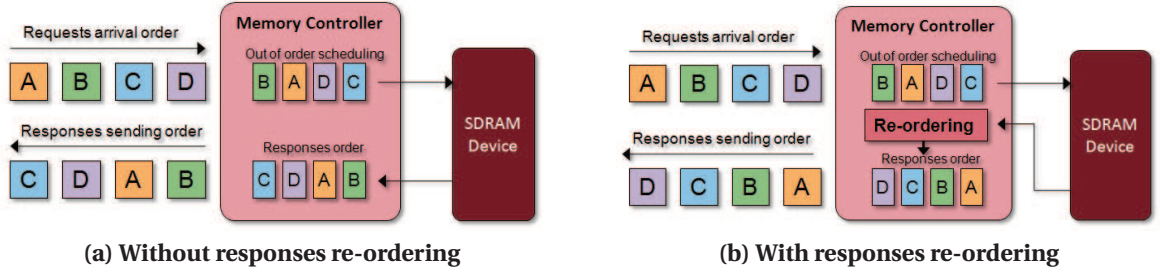 Memory Controller
Requests arrival order
Out of order scheduling
A B C D
B A D C
Responses sending order
Responses order
C D A B
C D A B
SDRAM
Device
(a) Without responses re-ordering
Memory Controller
Requests arrival order
Out of order scheduling
A B C D
B A D C
Re-ordering
Responses sending order
Responses order
D C B A
D C B A
SDRAM
Device
(b) With responses re-ordering